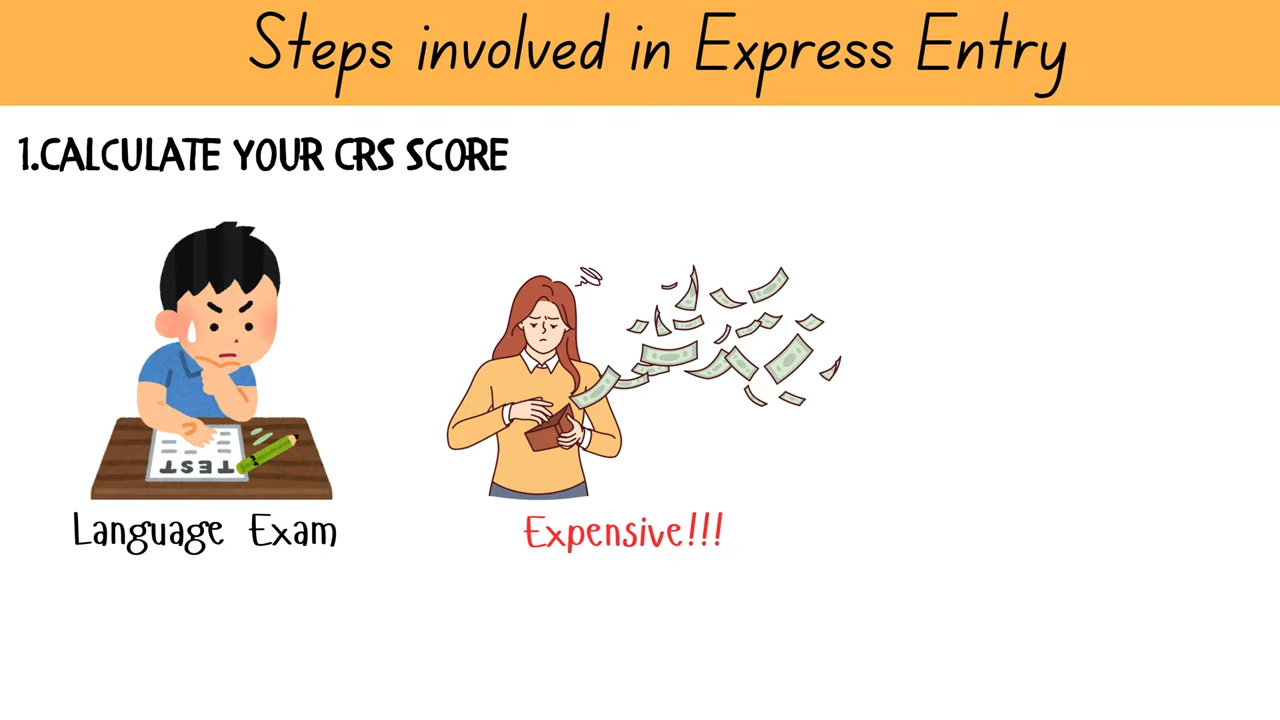 Steps involved in Express Entry
1.CALCULATE YOUR CRS SCORE
TEST
Language Exam
Expensive!!!